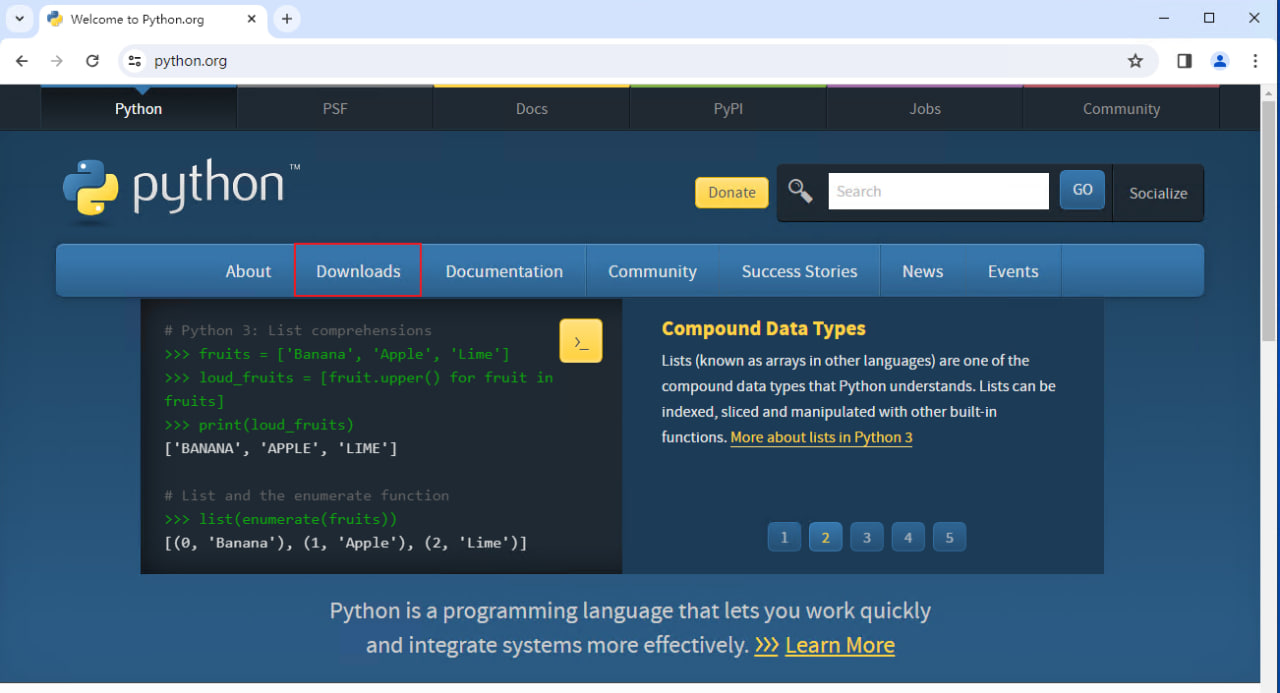 Welcome to Python.org
python.org
Python PSF Docs PyPI Jobs Community
python™
Donate Search GO Socialize
About Downloads Documentation Community Success Stories News Events
# Python 3: List comprehensions
>>> fruits = ['Banana', 'Apple', 'Lime']
>>> loud_fruits = [fruit.upper() for fruit in
fruits]
>>> print(loud_fruits)
['BANANA', 'APPLE', 'LIME']
# List and the enumerate function
>>> list(enumerate(fruits))
[(0, 'Banana'), (1, 'Apple'), (2, 'Lime')]
>_
Compound Data Types
Lists (known as arrays in other languages) are one of the
compound data types that Python understands. Lists can be
indexed, sliced and manipulated with other built-in
functions. More about lists in Python 3
1 2 3 4 5
Python is a programming language that lets you work quickly
and integrate systems more effectively. >>> Learn More